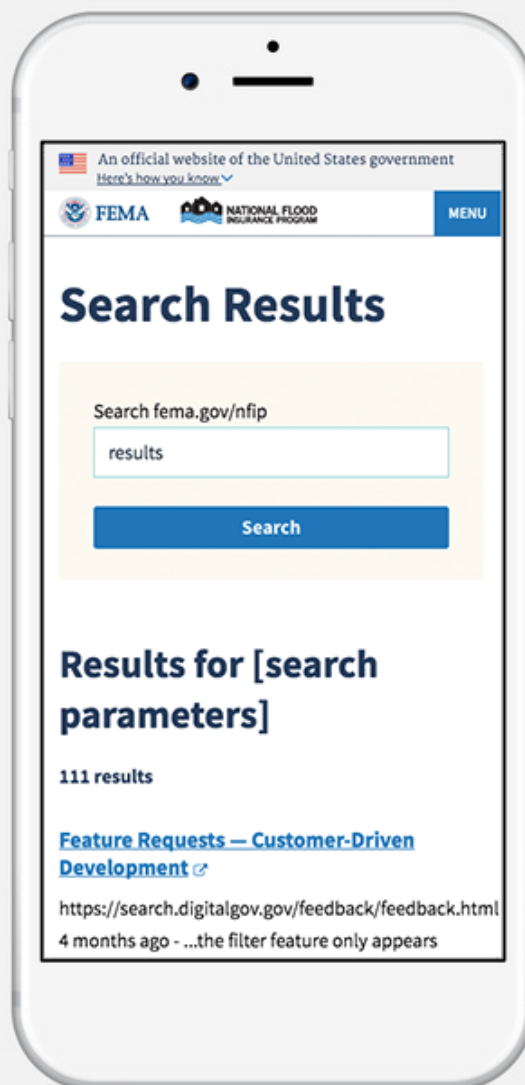 An official website of the United States government
Here's how you know
FEMA
NATIONAL FLOOD
INSURANCE PROGRAM
MENU
Search Results
Search fema.gov/nfip
results
Search
Results for [search
parameters]
111 results
Feature Requests — Customer-Driven
Development
https://search.digitalgov.gov/feedback/feedback.html
4 months ago - ...the filter feature only appears